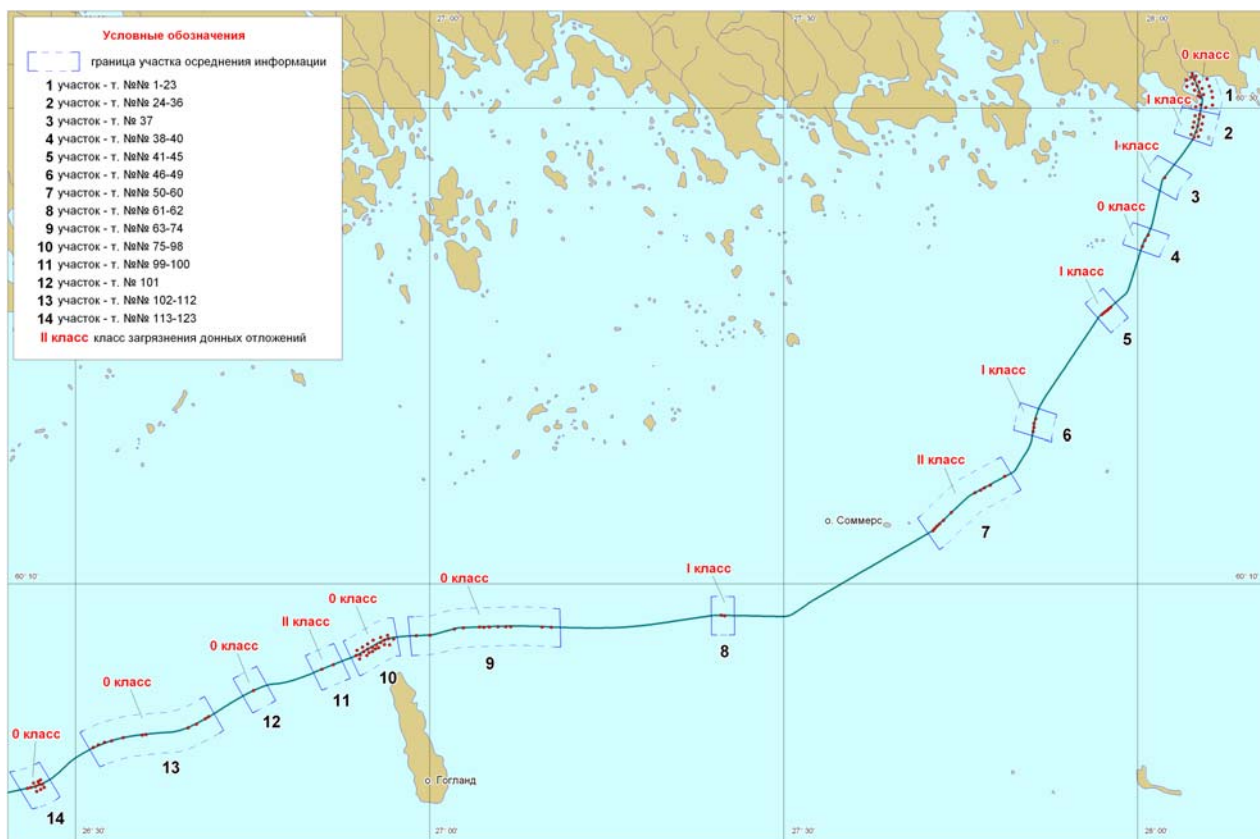 Условные обозначения
граница участка осреднения информации
1 участок - т. №№ 1-23
2 участок - т. №№ 24-36
3 участок - т. № 37
4 участок - т. №№ 38-40
5 участок - т. №№ 41-45
6 участок - т. №№ 46-49
7 участок - т. №№ 50-60
8 участок - т. №№ 61-62
9 участок - т. №№ 63-74
10 участок - т. №№ 75-98
11 участок - т. №№ 99-100
12 участок - т. № 101
13 участок - т. №№ 102-112
14 участок - т. №№ 113-123
II класс класс загрязнения донных отложений
27° 00'
27° 30'
28° 00'
0 класс
1
60° 30'
I класс
2
I класс
3
0 класс
4
I класс
5
I класс
6
II класс
7
о. Соммерс
60° 10'
60° 10'
I класс
8
0 класс
9
0 класс
10
II класс
11
0 класс
12
0 класс
13
0 класс
14
о. Гогланд
26° 30'
27° 00'
27° 30'
28° 00'